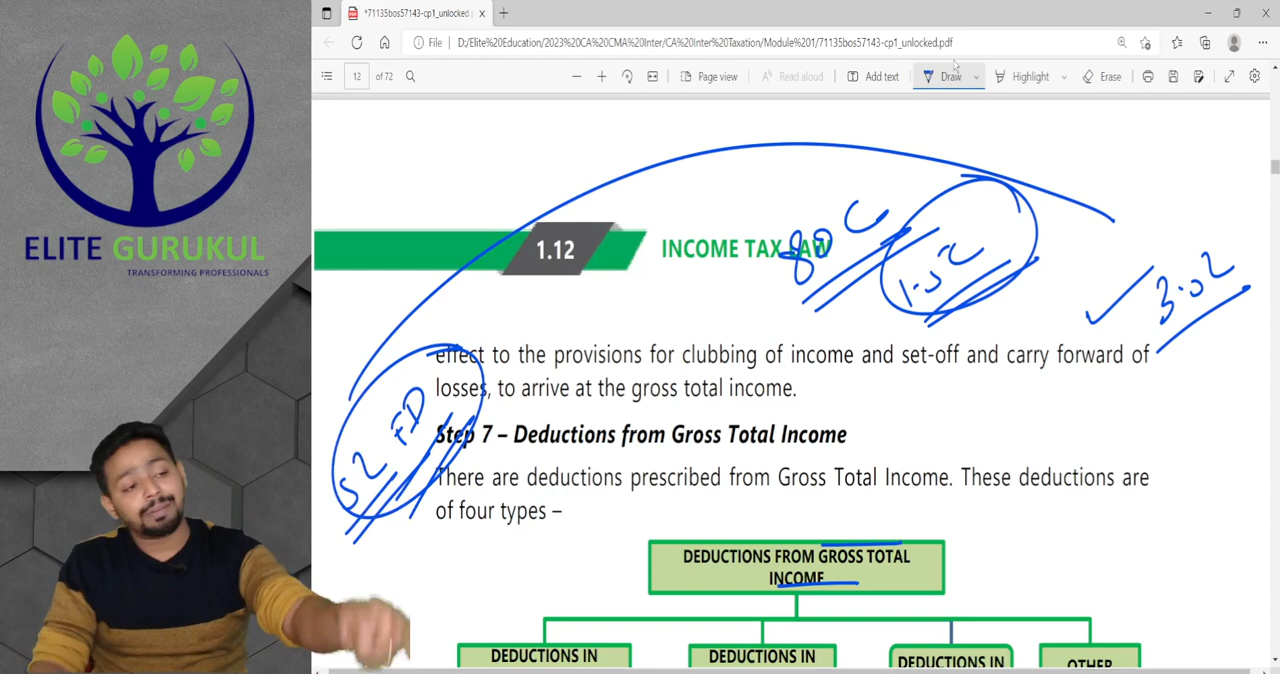 *71135bos57143-cp1_unlocked.
File
D:/Elite%20Education/2023%20CA%20CMA%20Inter/CA%20Inter%20Taxation/Module%201/71135bos57143-cp1_unlocked.pdf
12 of 72
Page view
Read aloud
Add text
Draw
Highlight
Erase
ELITE GURUKUL
TRANSFORMING PROFESSIONALS
1.12
INCOME TAX LAW
80C
1.5L
3.0L
effect to the provisions for clubbing of income and set-off and carry forward of
losses, to arrive at the gross total income.
5L FD
Step 7 – Deductions from Gross Total Income
There are deductions prescribed from Gross Total Income. These deductions are
of four types –
DEDUCTIONS FROM GROSS TOTAL
INCOME
DEDUCTIONS IN
DEDUCTIONS IN
DEDUCTIONS IN
OTHER